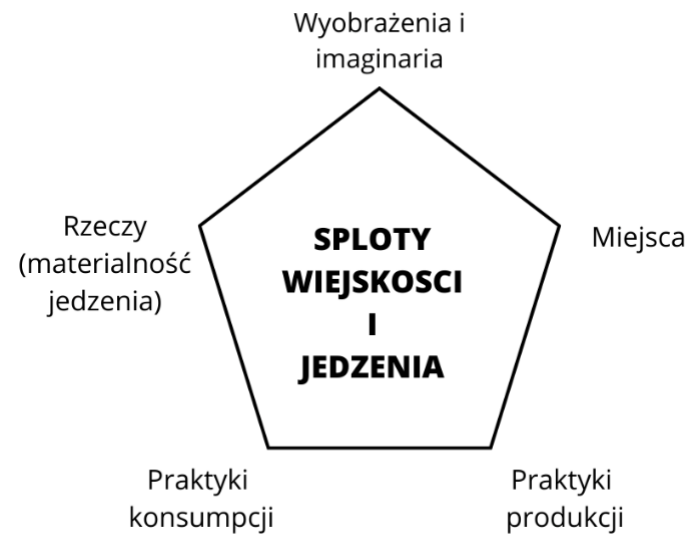 Wyobrażenia i
imaginaria
Rzeczy
(materialność
jedzenia)
SPLOTY
WIEJSKOSCI
I
JEDZENIA
Miejsca
Praktyki
konsumpcji
Praktyki
produkcji